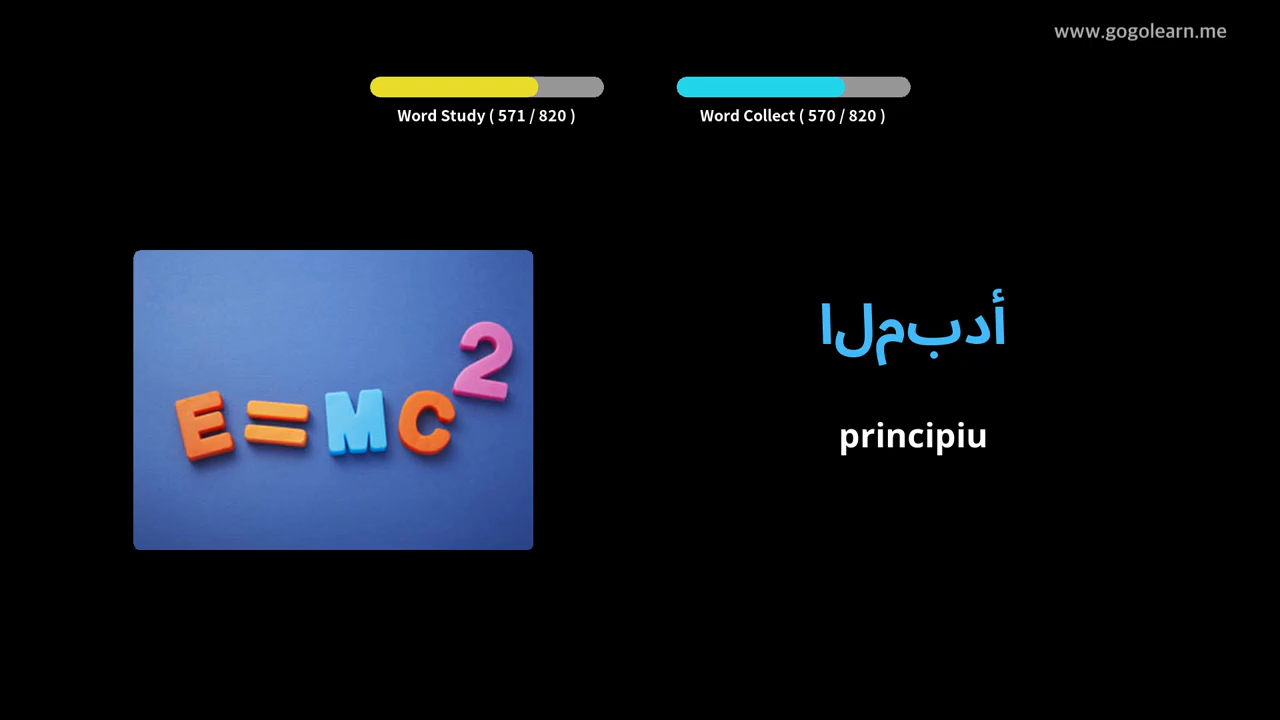 www.gogolearn.me
Word Study ( 571 / 820 )
Word Collect ( 570 / 820 )
E=MC2
المبدأ
principiu